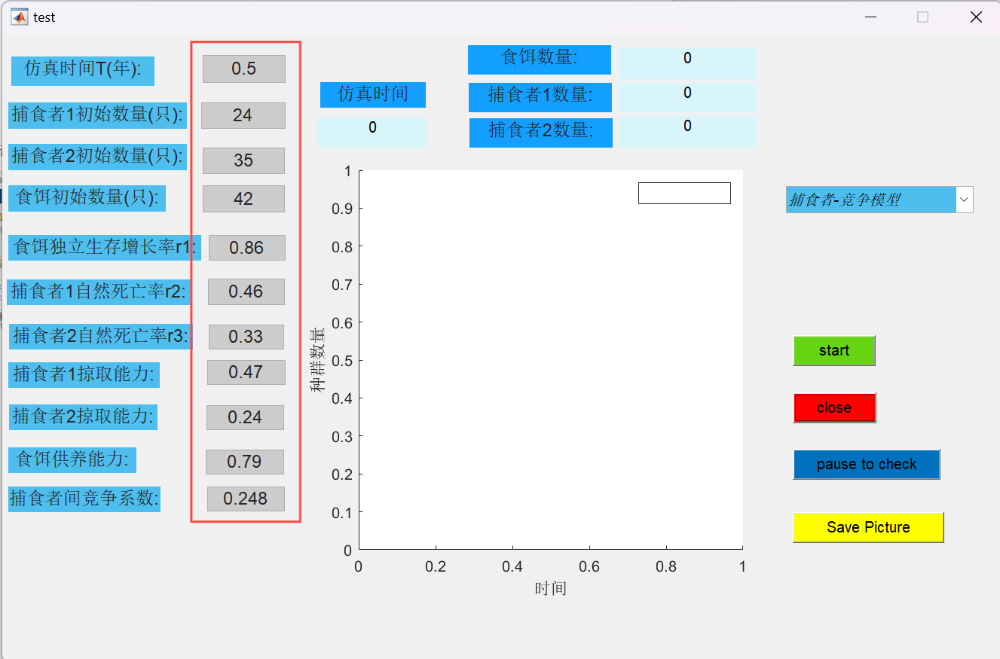 test
仿真时间T(年):
0.5
捕食者1初始数量(只):
24
捕食者2初始数量(只):
35
食饵初始数量(只):
42
食饵独立生存增长率r1:
0.86
捕食者1自然死亡率r2:
0.46
捕食者2自然死亡率r3:
0.33
捕食者1掠取能力:
0.47
捕食者2掠取能力:
0.24
食饵供养能力:
0.79
捕食者间竞争系数:
0.248
仿真时间
0
食饵数量:
0
捕食者1数量:
0
捕食者2数量:
0
1
0.9
0.8
0.7
0.6
0.5
0.4
0.3
0.2
0.1
0
种群数量
0
0.2
0.4
0.6
0.8
1
时间
捕食者-竞争模型
start
close
pause to check
Save Picture